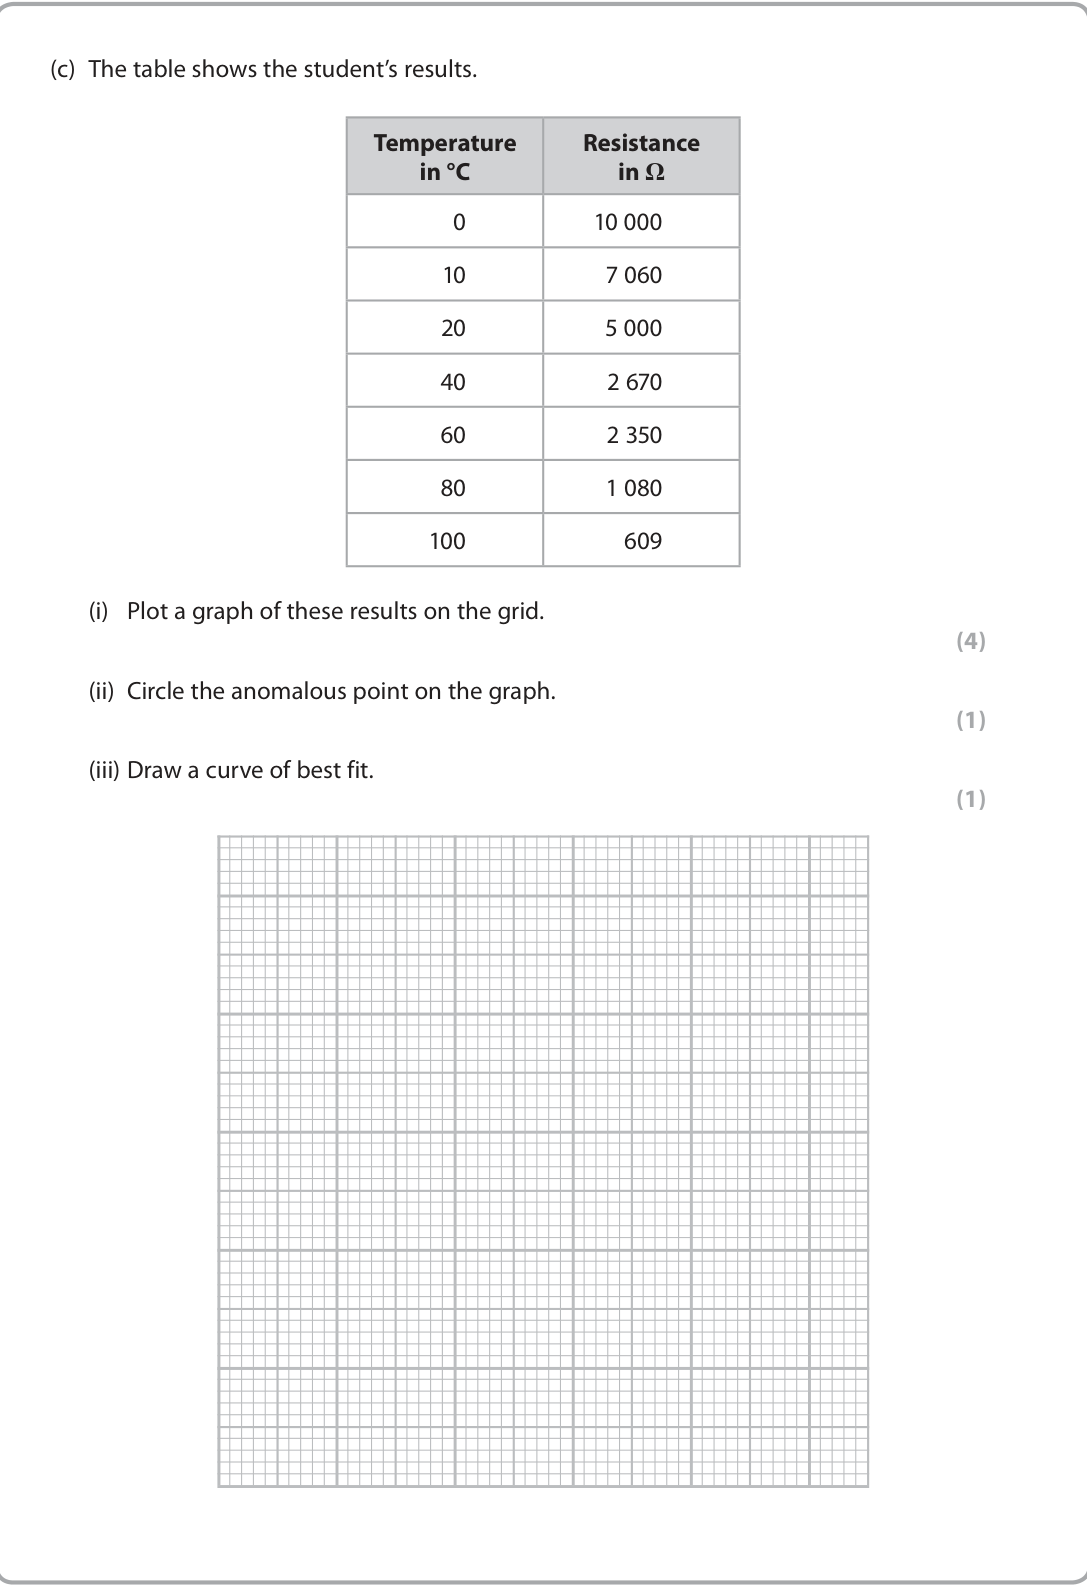 (c) The table shows the student’s results.
Temperature in °C Resistance in Ω
0 10 000
10 7 060
20 5 000
40 2 670
60 2 350
80 1 080
100 609
(i) Plot a graph of these results on the grid.
(4)
(ii) Circle the anomalous point on the graph.
(1)
(iii) Draw a curve of best fit.
(1)